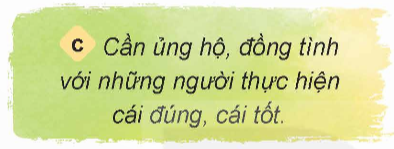 C Cần ủng hộ, đồng tình
với những người thực hiện
cái đúng, cái tốt.